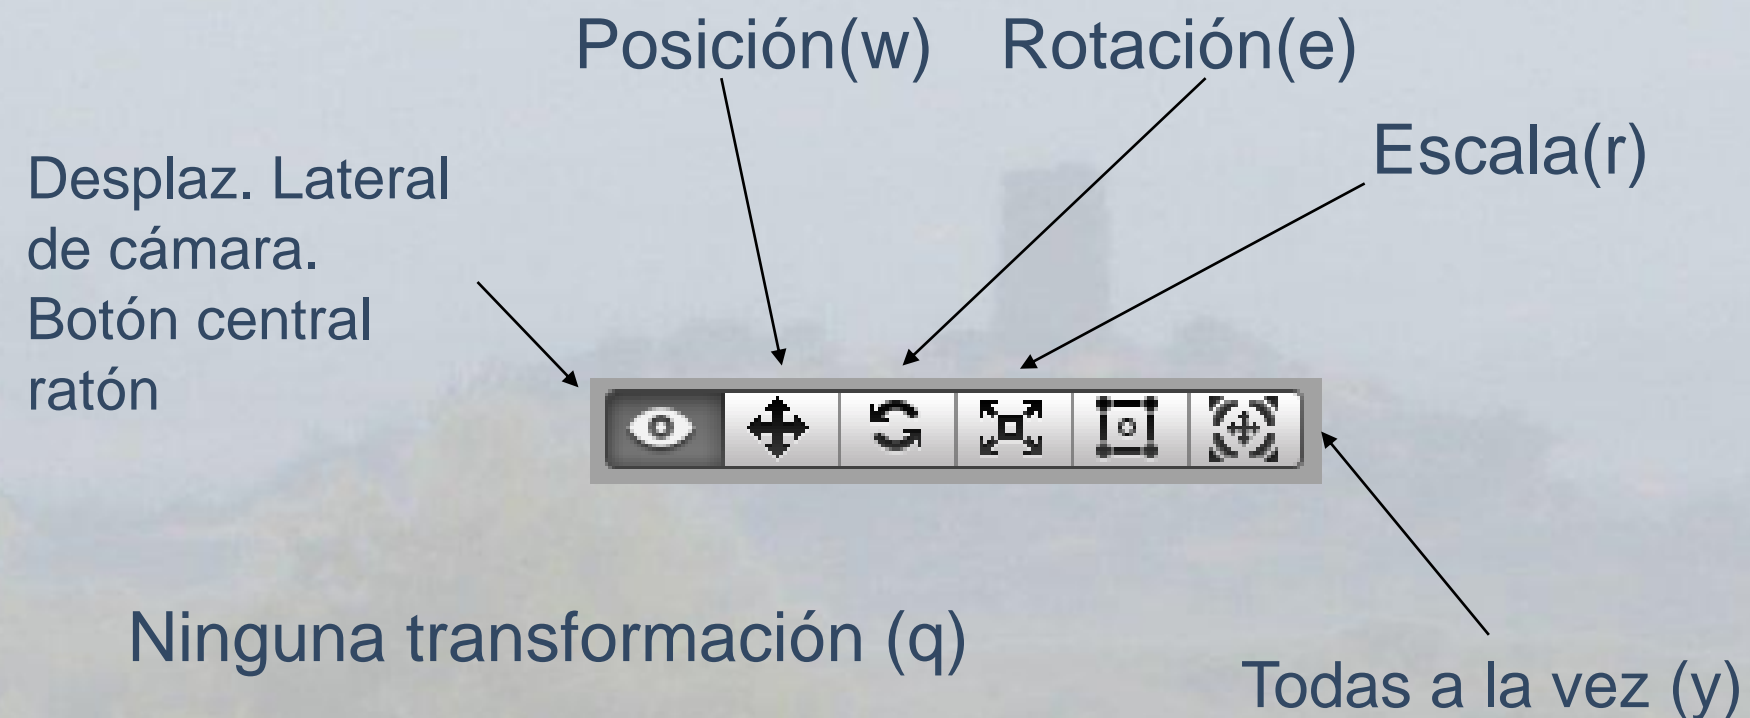 Posición(w)
Rotación(e)
Escala(r)
Desplaz. Lateral
de cámara.
Botón central
ratón
Ninguna transformación (q)
Todas a la vez (y)